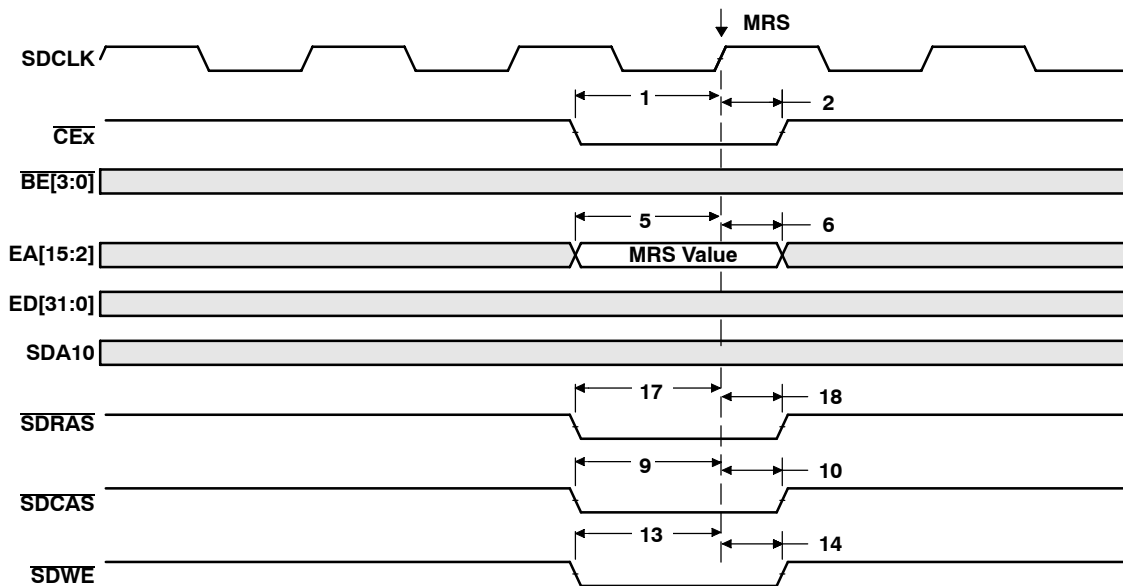 MRS
SDCLK
1 2
CEx
BE[3:0]
5 6
EA[15:2] MRS Value
ED[31:0]
SDA10
17 18
SDRAS
9 10
SDCAS
13 14
SDWE